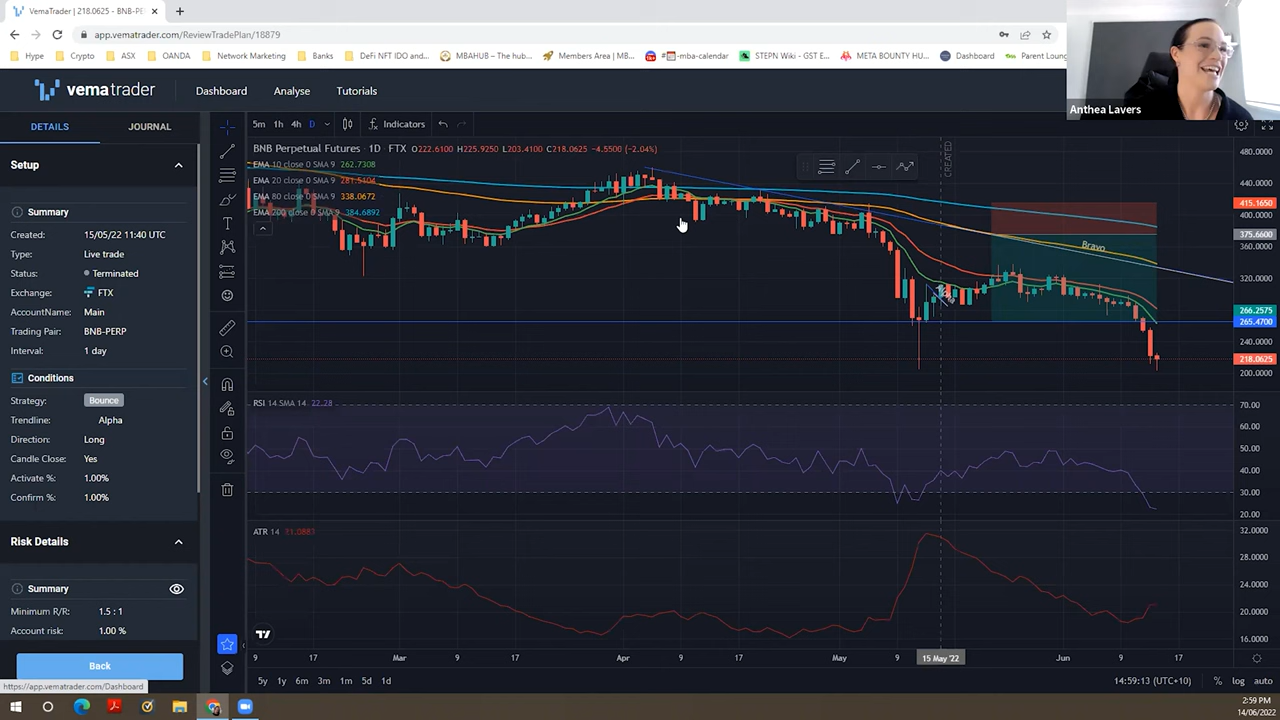 VemaTrader | 218.0625 - BNB-PE
app.vematrader.com/ReviewTradePlan/18879
Hype
Crypto
ASX
OANDA
Network Marketing
Banks
DeFi NFT IDO and...
MBAHUB – The hub...
Members Area | MB...
#mba-calendar
STEPN Wiki - GST E...
META BOUNTY HU...
Dashboard
Parent Loung
Anthea Lavers
vematrader
Dashboard
Analyse
Tutorials
DETAILS
JOURNAL
5m 1h 4h D
Indicators
Setup
Summary
Created: 15/05/22 11:40 UTC
Type: Live trade
Status: Terminated
Exchange: FTX
AccountName: Main
Trading Pair: BNB-PERP
Interval: 1 day
Conditions
Strategy: Bounce
Trendline: Alpha
Direction: Long
Candle Close: Yes
Activate %: 1.00%
Confirm %: 1.00%
Risk Details
Summary
Minimum R/R: 1.5 : 1
Account risk: 1.00 %
Back
https://app.vematrader.com/Dashboard
BNB Perpetual Futures · 1D · FTX O222.6100 H225.9250 L203.4100 C218.0625 −4.5500 (−2.04%)
EMA 10 close 0 SMA 9 262.7308
EMA 20 close 0 SMA 9 281.5104
EMA 80 close 0 SMA 9 338.0672
EMA 200 close 0 SMA 9 384.6892
CREATED
Bravo
480.0000
440.0000
415.1650
400.0000
375.6600
360.0000
320.0000
266.2575
265.4700
240.0000
218.0625
200.0000
RSI 14 SMA 14 22.28
70.00
60.00
50.00
40.00
30.00
20.00
ATR 14 21.0883
32.0000
28.0000
24.0000
20.0000
16.0000
9 17 Mar 9 17 Apr 9 17 May 9 15 May '22 Jun 9 17
5y 1y 6m 3m 1m 5d 1d
14:59:13 (UTC+10)
% log auto
2:59 PM
14/06/2022